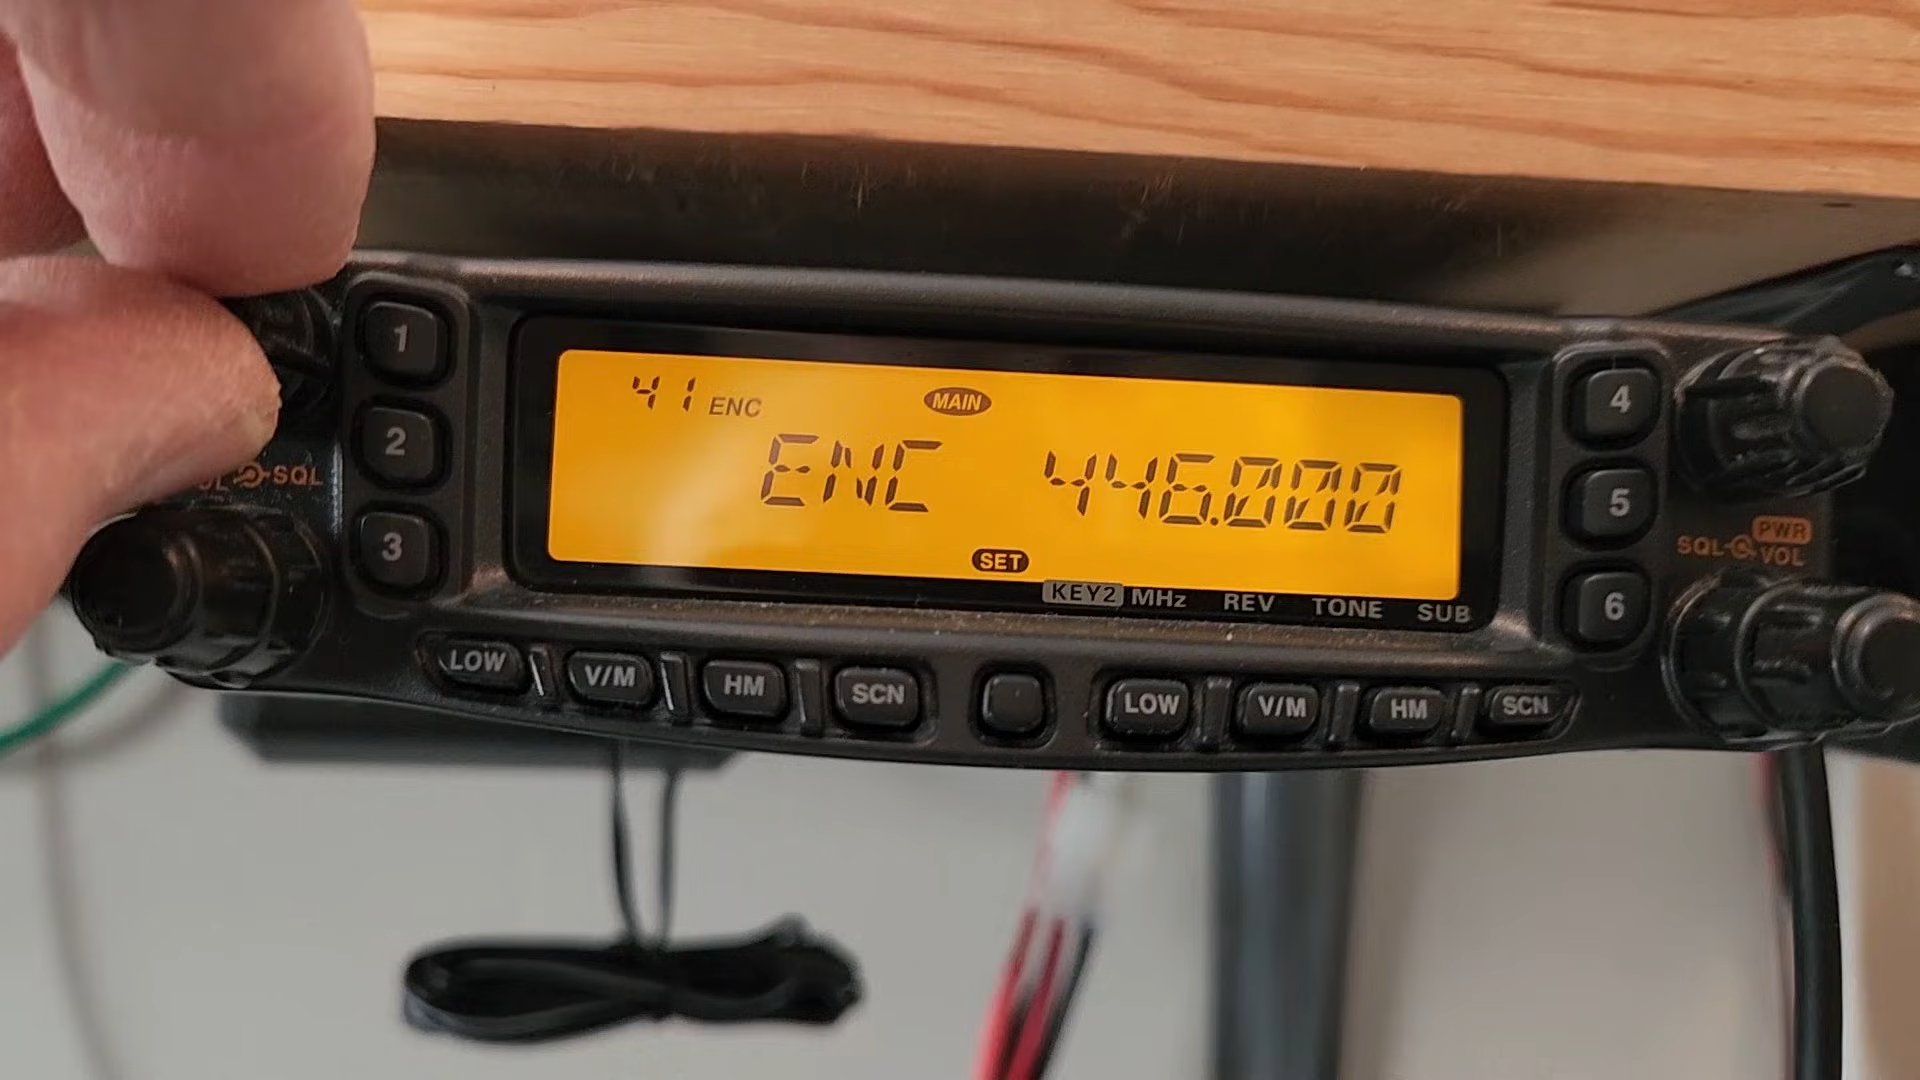 1
2
3
SQL
41 ENC MAIN
ENC 446.000
SET
KEY2 MHz REV TONE SUB
4
5
6
PWR
SQL VOL
LOW V/M HM SCN LOW V/M HM SCN